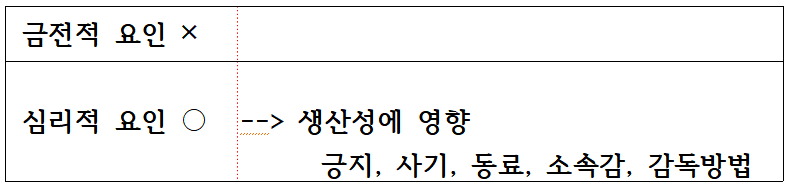 금전적 요인 ×
심리적 요인 ○ --> 생산성에 영향
긍지, 사기, 동료, 소속감, 감독방법